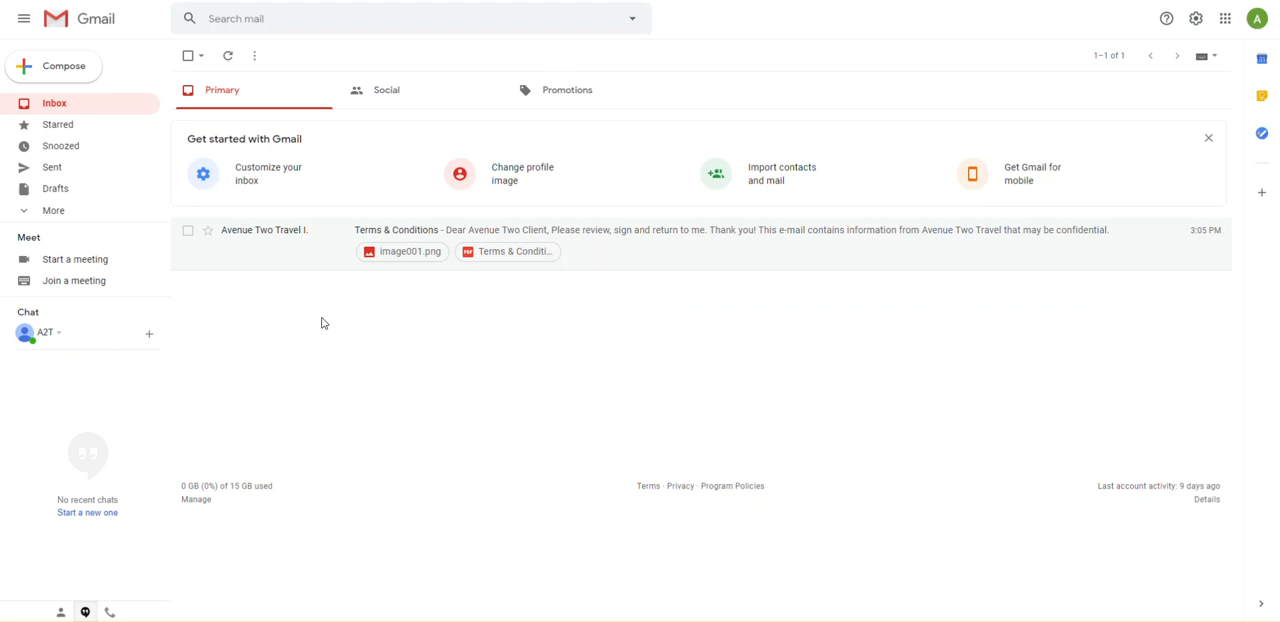 Gmail
Search mail
A
Compose
1–1 of 1
Inbox
Starred
Snoozed
Sent
Drafts
More
Primary
Social
Promotions
Get started with Gmail
Customize your
inbox
Change profile
image
Import contacts
and mail
Get Gmail for
mobile
Avenue Two Travel I.
Terms & Conditions - Dear Avenue Two Client, Please review, sign and return to me. Thank you! This e-mail contains information from Avenue Two Travel that may be confidential.
3:05 PM
image001.png
PDF
Terms & Conditi...
Meet
Start a meeting
Join a meeting
Chat
A2T
No recent chats
Start a new one
0 GB (0%) of 15 GB used
Manage
Terms · Privacy · Program Policies
Last account activity: 9 days ago
Details
31